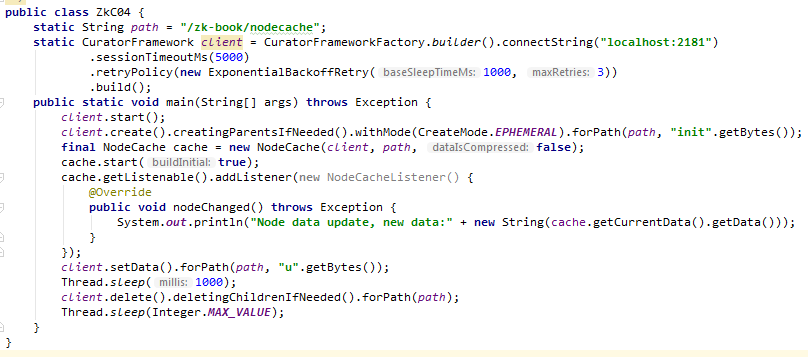 public class ZkC04 {
static String path = "/zk-book/nodecache";
static CuratorFramework client = CuratorFrameworkFactory.builder().connectString("localhost:2181")
.sessionTimeoutMs(5000)
.retryPolicy(new ExponentialBackoffRetry( baseSleepTimeMs: 1000, maxRetries: 3))
.build();
public static void main(String[] args) throws Exception {
client.start();
client.create().creatingParentsIfNeeded().withMode(CreateMode.EPHEMERAL).forPath(path, "init".getBytes());
final NodeCache cache = new NodeCache(client, path, dataIsCompressed: false);
cache.start( buildInitial: true);
cache.getListenable().addListener(new NodeCacheListener() {
@Override
public void nodeChanged() throws Exception {
System.out.println("Node data update, new data:" + new String(cache.getCurrentData().getData()));
}
});
client.setData().forPath(path, "u".getBytes());
Thread.sleep( millis: 1000);
client.delete().deletingChildrenIfNeeded().forPath(path);
Thread.sleep(Integer.MAX_VALUE);
}
}